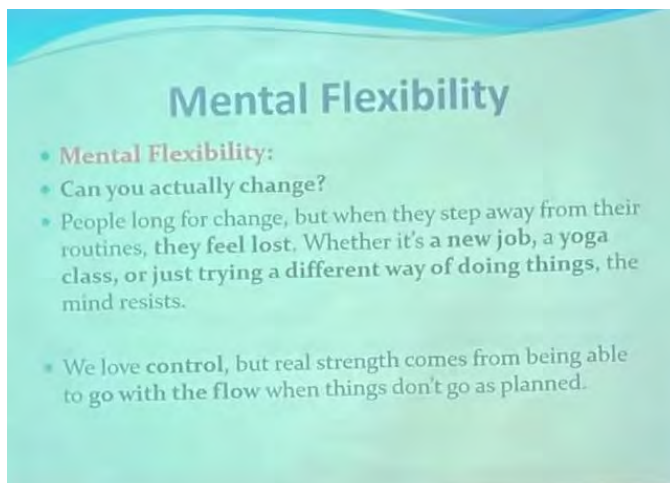 Mental Flexibility
• Mental Flexibility:
• Can you actually change?
• People long for change, but when they step away from their
routines, they feel lost. Whether it's a new job, a yoga
class, or just trying a different way of doing things, the
mind resists.
• We love control, but real strength comes from being able
to go with the flow when things don't go as planned.